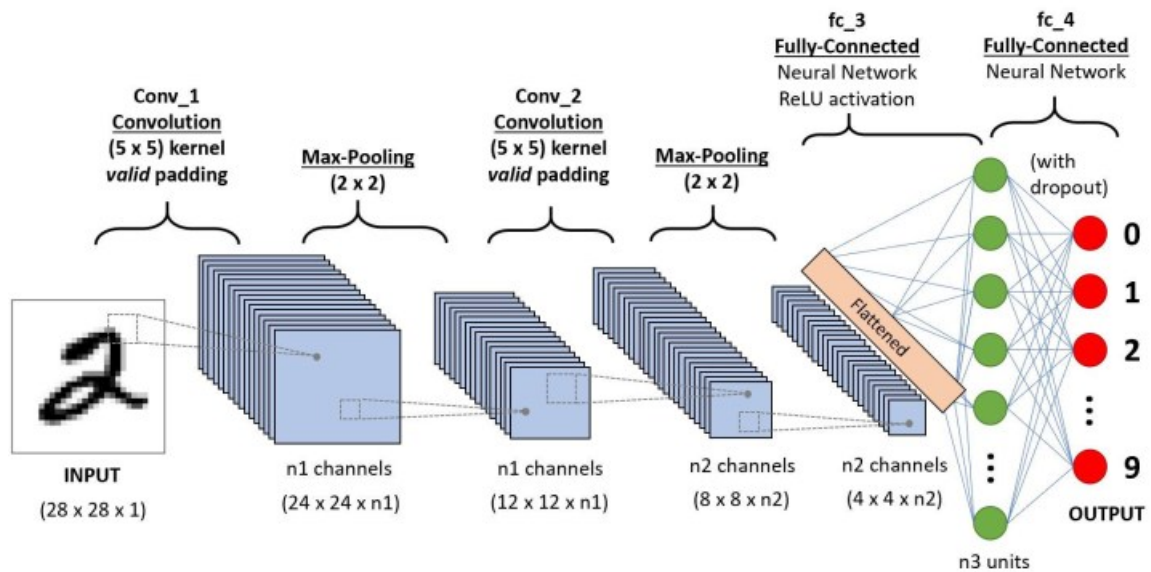 fc_3
Fully-Connected
Neural Network
ReLU activation
fc_4
Fully-Connected
Neural Network
Conv_1
Convolution
(5 x 5) kernel
valid padding
Max-Pooling
(2 x 2)
Conv_2
Convolution
(5 x 5) kernel
valid padding
Max-Pooling
(2 x 2)
(with
dropout)
0
1
2
9
Flattened
INPUT
(28 x 28 x 1)
n1 channels
(24 x 24 x n1)
n1 channels
(12 x 12 x n1)
n2 channels
(8 x 8 x n2)
n2 channels
(4 x 4 x n2)
OUTPUT
n3 units
2